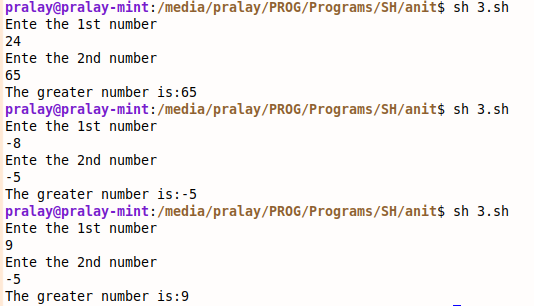 pralay@pralay-mint:/media/pralay/PROG/Programs/SH/anit$ sh 3.sh
Ente the 1st number
24
Ente the 2nd number
65
The greater number is:65
pralay@pralay-mint:/media/pralay/PROG/Programs/SH/anit$ sh 3.sh
Ente the 1st number
-8
Ente the 2nd number
-5
The greater number is:-5
pralay@pralay-mint:/media/pralay/PROG/Programs/SH/anit$ sh 3.sh
Ente the 1st number
9
Ente the 2nd number
-5
The greater number is:9